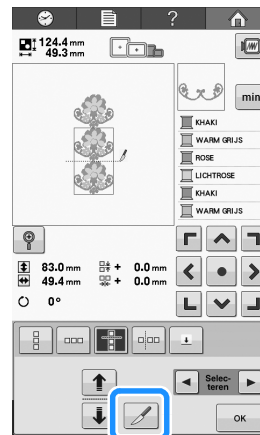 ?
124.4 mm
49.3 mm
min
KHAKI
WARM GRIJS
ROSE
LICHTROSE
KHAKI
WARM GRIJS
83.0 mm + 0.0 mm
49.4 mm + 0.0 mm
0°
Selec-
teren
OK